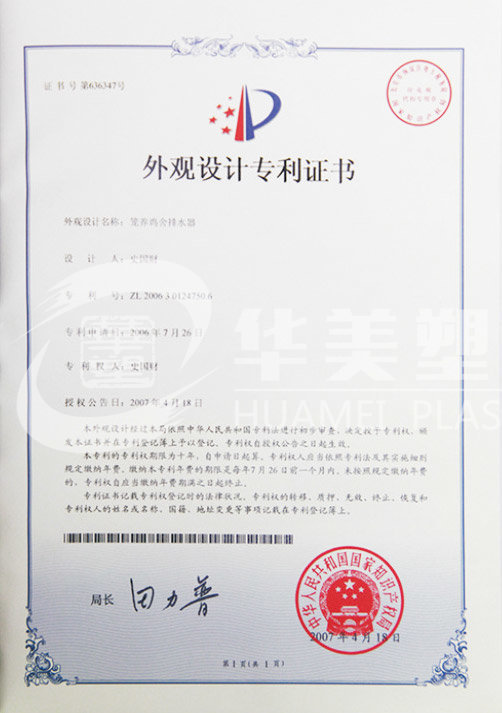 证书号第636347号
外观设计专利证书
外观设计名称：笼养鸡舍排水器
设计人：史国财
专利号：ZL 2006 3 0124750.6
专利申请日：2006年7月26日
专利权人：史国财
授权公告日：2007年4月18日
华美塑
HUAMEI PLAS
本外观设计经过本局依照中华人民共和国专利法进行初步审查，决定授予专利权，颁
发本证书并在专利登记簿上予以登记。专利权自授权公告之日起生效。
本专利的专利权期限为十年，自申请日起算。专利权人应当依照专利法及其实施细则
规定缴纳年费。缴纳本专利年费的期限是每年7月26日前一个月内。未按照规定缴纳年费
的，专利权自应当缴纳年费期满之日起终止。
专利证书记载专利权登记时的法律状况。专利权的转移、质押、无效、终止、恢复和
专利权人的姓名或名称、国籍、地址变更等事项记载在专利登记簿上。
局长
田力普
中华人民共和国国家知识产权局
2007年4月18日
第1页(共1页)